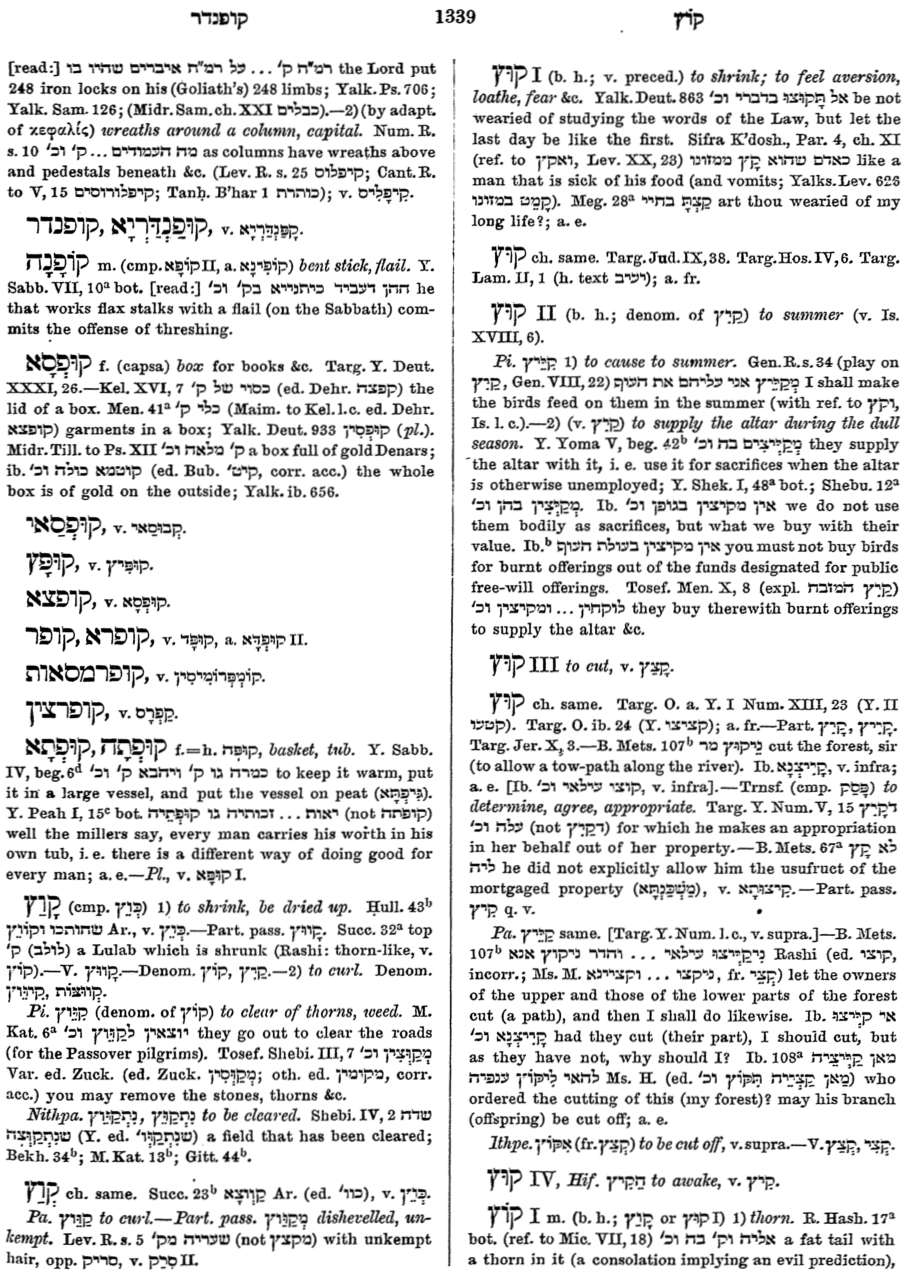 קופנדר 1339 קוּץ
[read:] רמ"ח ק' ... על רמ"ח איברים שהיו בו the Lord put
248 iron locks on his (Goliath's) 248 limbs; Yalk. Ps. 706;
Yalk. Sam. 126; (Midr. Sam. ch. XXI כבלים).—2) (by adapt.
of κεφαλίς) wreaths around a column, capital. Num. R.
s. 10 מה העמודים ... ק' וכ' as columns have wreaths above
and pedestals beneath &c. (Lev. R. s. 25 קיפלוס; Cant. R.
to V, 15 קיפלורוסים; Tanḥ. B'har 1 כותרת); v. קִיפָּלִיס.
קוּפַנְדַּרְיָא, קופנדר, v. קַפַּנְדַּרְיָא.
קוֹפָנָה m. (cmp. קוֹפָא II, a. קוֹפִינָא) bent stick, flail. Y.
Sabb. VII, 10ᵃ bot. [read:] ההן דעביד כיתנייא בק' וכ' he
that works flax stalks with a flail (on the Sabbath) com-
mits the offense of threshing.
קוּפְסָא f. (capsa) box for books &c. Targ. Y. Deut.
XXXI, 26.—Kel. XVI, 7 כסוי של ק' (ed. Dehr. קפצה) the
lid of a box. Men. 41ᵃ כלי ק' (Maim. to Kel. l. c. ed. Dehr.
קופצא) garments in a box; Yalk. Deut. 933 קוּפְסִין (pl.).
Midr. Till. to Ps. XII ק' מלאה וכ' a box full of gold Denars;
ib. קוטמא כולה וכ' (ed. Bub. קיט', corr. acc.) the whole
box is of gold on the outside; Yalk. ib. 656.
קוּפְסַאי, v. קְבוּסַאי.
קוּפָּץ, v. קוּפִּיץ.
קופצא, v. קוּפְסָא.
קופרא, קופר, v. קוּפָּד, a. קוּפְּדָּא II.
קופרמסאות, v. קוֹמְפְּרוֹמִיסִין.
קופרצין, v. קַפְּרָס.
קוּפְתָה, קוּפְתָּא f.=h. קוּפָּה, basket, tub. Y. Sabb.
IV, beg. 6ᵈ כמרה גו ק' ויהבא ק' וכ' to keep it warm, put
it in a large vessel, and put the vessel on peat (גִּיפְתָּא).
Y. Peah I, 15ᶜ bot. יאות ... זכותיה גו קוּפְּתֵיהּ (not קופתה)
well the millers say, every man carries his worth in his
own tub, i. e. there is a different way of doing good for
every man; a. e.—Pl., v. קוּפָּא I.
קָוַץ (cmp. כָּוַץ) 1) to shrink, be dried up. Ḥull. 43ᵇ
שהותכו וקוֹוֵץ Ar., v. כָּוַץ.—Part. pass. קָווּץ. Succ. 32ᵃ top
ק' (לולב) a Lulab which is shrunk (Rashi: thorn-like, v.
קוֹץ).—V. קָווּץ.—Denom. קוֹץ, קַיִץ.—2) to curl. Denom.
קִוּוּץ, קְווּצוֹת.
Pi. קִוֵּץ (denom. of קוֹץ) to clear of thorns, weed. M.
Kat. 6ᵃ יוצאין לְקַוֵּץ וכ' they go out to clear the roads
(for the Passover pilgrims). Tosef. Shebi. III, 7 מְקַוְּצִין וכ'
Var. ed. Zuck. (ed. Zuck. מְקַוְּסִין; oth. ed. מקימין, corr.
acc.) you may remove the stones, thorns &c.
Nithpa. נִתְקַוֵּץ, נִתְקַוֵּיץ to be cleared. Shebi. IV, 2 שדה
שנתְקַוְּצָה (Y. ed. שנִּתְקַוְּו') a field that has been cleared;
Bekh. 34ᵇ; M. Kat. 13ᵇ; Gitt. 44ᵇ.
קְוַץ ch. same. Succ. 23ᵇ קַוְוצָא Ar. (ed. כוו'), v. כְּוַץ.
Pa. קַוֵּץ to curl.—Part. pass. מְקַוֵּץ dishevelled, un-
kempt. Lev. R. s. 5 שעריה מק' (not מקצץ) with unkempt
hair, opp. סריק, v. סְרַק II.
קוּץ I (b. h.; v. preced.) to shrink; to feel aversion,
loathe, fear &c. Yalk. Deut. 863 אל תָּקוּצוּ בדברי וכ' be not
wearied of studying the words of the Law, but let the
last day be like the first. Sifra K'dosh., Par. 4, ch. XI
(ref. to ואקץ, Lev. XX, 23) כאדם שהוא קָץ ממזונו like a
man that is sick of his food (and vomits; Yalks. Lev. 626
קָמֵט במזונו). Meg. 28ᵃ קַצְתָּ בחיי art thou wearied of my
long life?; a. e.
קוּץ ch. same. Targ. Jud. IX, 38. Targ. Hos. IV, 6. Targ.
Lam. II, 1 (h. text יעיב); a. fr.
קוּץ II (b. h.; denom. of קַיִץ) to summer (v. Is.
XVIII, 6).
Pi. קִיֵּיץ 1) to cause to summer. Gen. R. s. 34 (play on
קַיִץ, Gen. VIII, 22) מְקַיֵּיץ אני עליהם את העוף I shall make
the birds feed on them in the summer (with ref. to וקץ,
Is. l. c.).—2) (v. קַיִץ) to supply the altar during the dull
season. Y. Yoma V, beg. 42ᵇ מְקַיְּיצִים בה וכ' they supply
the altar with it, i. e. use it for sacrifices when the altar
is otherwise unemployed; Y. Shek. I, 48ᵃ bot.; Shebu. 12ᵃ
מְקַיְּצִין בהן וכ'. Ib. אין מקיצין בגופן וכ' we do not use
them bodily as sacrifices, but what we buy with their
value. Ib.ᵇ אין מקיצין בעולת העוף you must not buy birds
for burnt offerings out of the funds designated for public
free-will offerings. Tosef. Men. X, 8 (expl. קַיִץ המזבח)
לוקחין ... ומקיצין וכ' they buy therewith burnt offerings
to supply the altar &c.
קוּץ III to cut, v. קָצַץ.
קוּץ ch. same. Targ. O. a. Y. I Num. XIII, 23 (Y. II
קטעו). Targ. O. ib. 24 (Y. קציצו); a. fr.—Part. קָיֵץ, קָיֵיץ.
Targ. Jer. X, 3.—B. Mets. 107ᵇ נֵיקוּץ מר cut the forest, sir
(to allow a tow-path along the river). Ib. קָיֵיצְנָא, v. infra;
a. e. [Ib. קוצי עילאי וכ', v. infra].—Trnsf. (cmp. פָּסַק) to
determine, agree, appropriate. Targ. Y. Num. V, 15 דקָיֵץ
עלה וכ' (not דקַיֵּץ) for which he makes an appropriation
in her behalf out of her property.—B. Mets. 67ᵃ לא קָץ
ליה he did not explicitly allow him the usufruct of the
mortgaged property (מַשְׁכַּנְתָּא), v. קִיצוּתָא.—Part. pass.
קִיץ q. v.
Pa. קַיֵּיץ same. [Targ. Y. Num. l. c., v. supra.]—B. Mets.
107ᵇ נִיקַיְּיצוּ עילאי ... והדר ניקוץ אנא Rashi (ed. קוצי,
incorr.; Ms. M. ניקצו ... וקציינא, fr. קְצֵי) let the owners
of the upper and those of the lower parts of the forest
cut (a path), and then I shall do likewise. Ib. אי קייצו
קָיֵיצְנָא וכ' had they cut (their part), I should cut, but
as they have not, why should I? Ib. 108ᵃ מאן קַיְּיצֵיהּ
להאי לִיקּוֹץ ענפיה Ms. H. (ed. מאן קַצְיֵיהּ תִּקּוֹץ וכ') who
ordered the cutting of this (my forest)? may his branch
(offspring) be cut off; a. e.
Ithpe. אִקּוֹץ (fr. קְצַץ) to be cut off, v. supra.—V. קְצַץ, קְצֵי.
קוּץ IV, Hif. הֵקִיץ to awake, v. קִיץ.
קוֹץ I m. (b. h.; קָוַץ or קוּץ I) 1) thorn. R. Hash. 17ᵃ
bot. (ref. to Mic. VII, 18) אליה וק' בה וכ' a fat tail with
a thorn in it (a consolation implying an evil prediction),